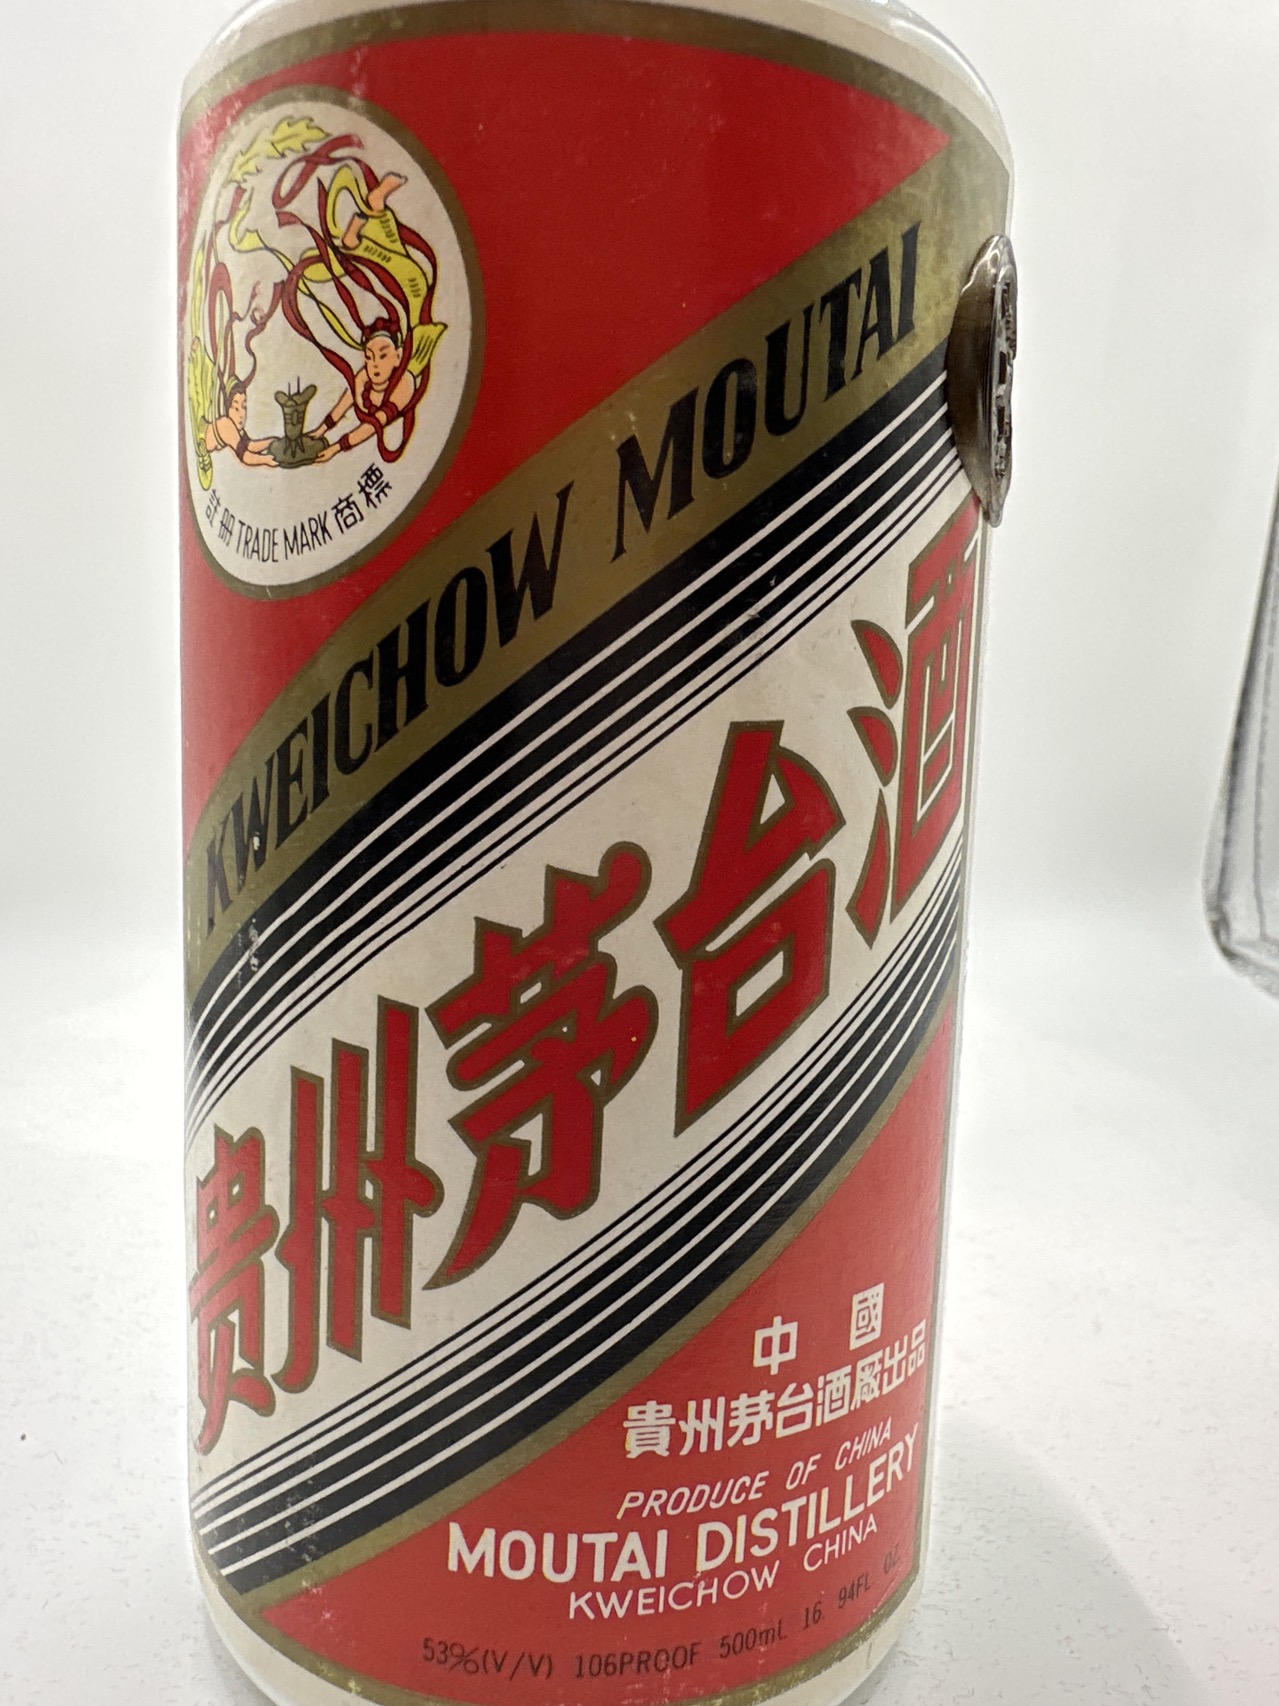 註冊 TRADE MARK 商標
KWEICHOW MOUTAI
贵州茅台酒
中國
貴州茅台酒廠出品
PRODUCE OF CHINA
MOUTAI DISTILLERY
KWEICHOW CHINA
53%(V/V) 106PROOF 500mL 16.94FL OZ